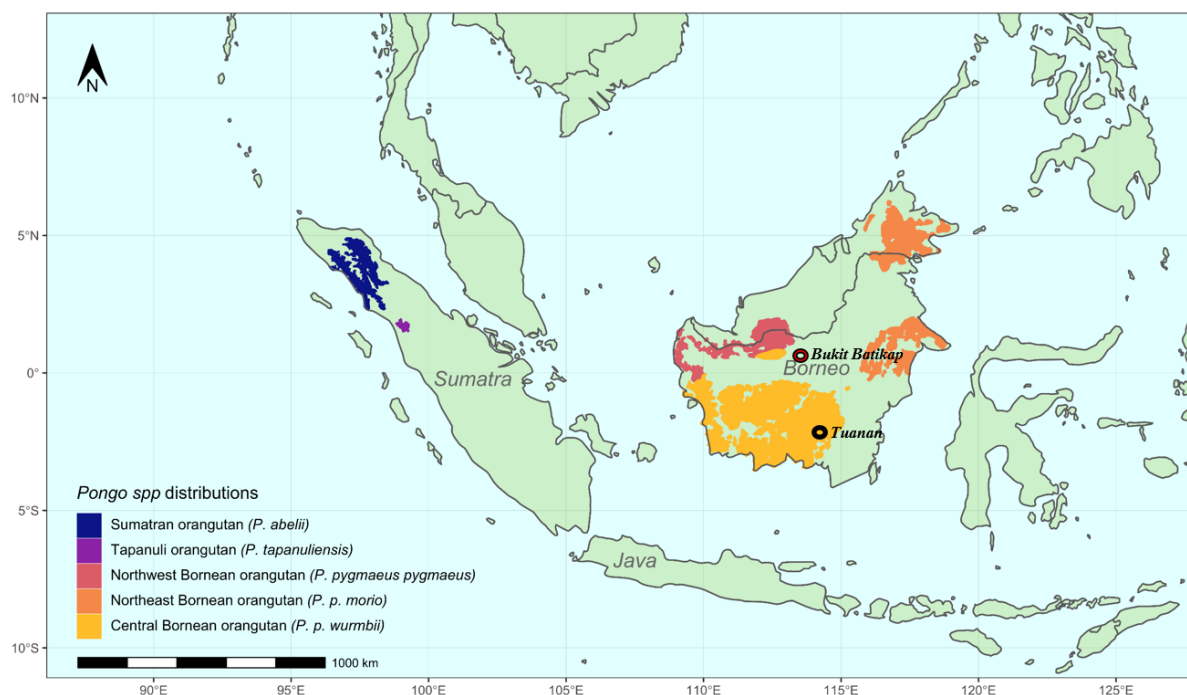 N
10°N
5°N
0°
5°S
10°S
Bukit Batikap
Borneo
Sumatra
Tuanan
Java
Pongo spp distributions
Sumatran orangutan (P. abelii)
Tapanuli orangutan (P. tapanuliensis)
Northwest Bornean orangutan (P. pygmaeus pygmaeus)
Northeast Bornean orangutan (P. p. morio)
Central Bornean orangutan (P. p. wurmbii)
1000 km
90°E 95°E 100°E 105°E 110°E 115°E 120°E 125°E